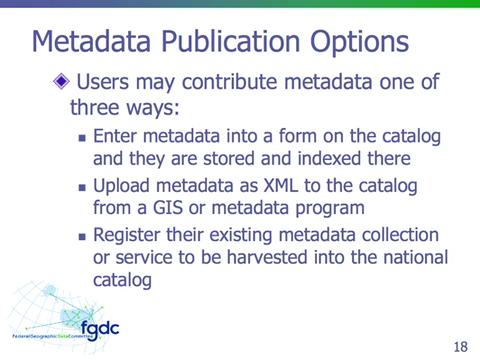 Metadata Publication Options
Users may contribute metadata one of
three ways:
Enter metadata into a form on the catalog
and they are stored and indexed there
Upload metadata as XML to the catalog
from a GIS or metadata program
Register their existing metadata collection
or service to be harvested into the national
catalog
fgdc
Federal Geographic Data Committee
18